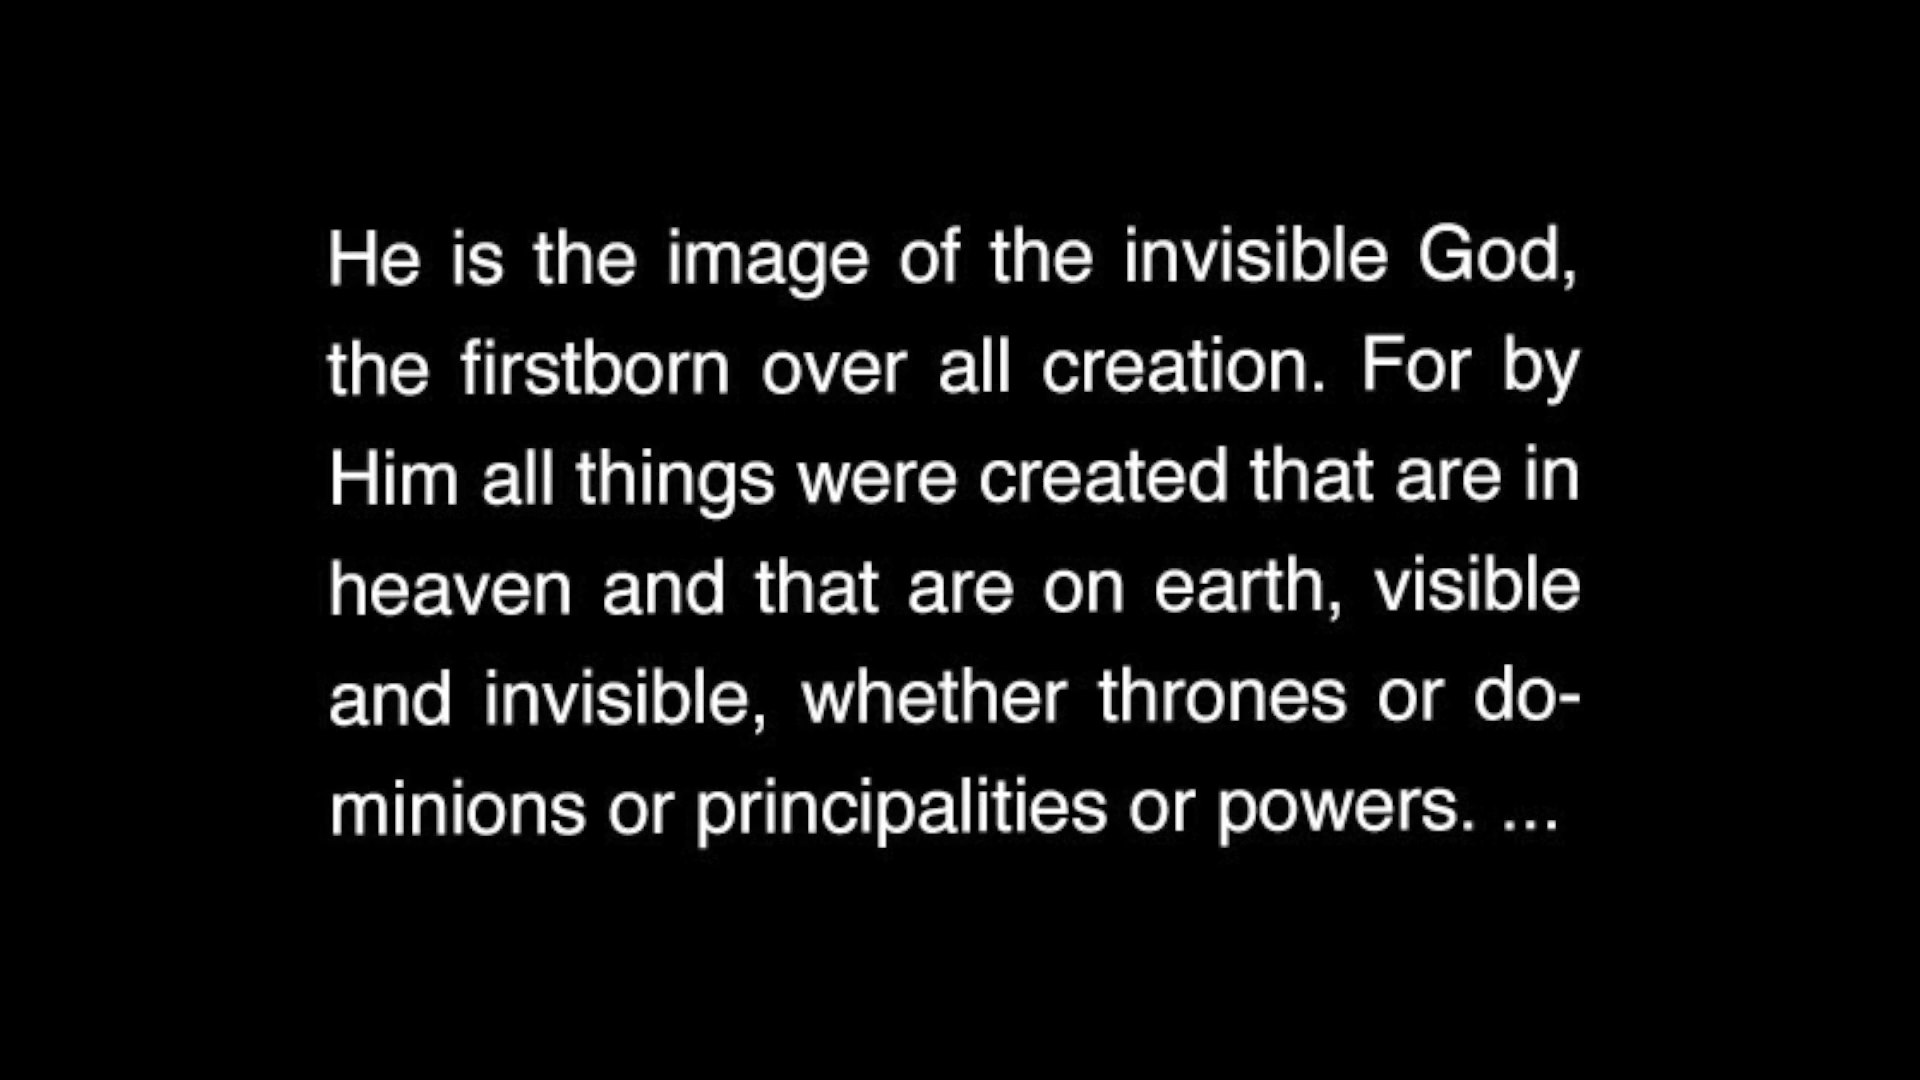 He is the image of the invisible God,
the firstborn over all creation. For by
Him all things were created that are in
heaven and that are on earth, visible
and invisible, whether thrones or do-
minions or principalities or powers. ...